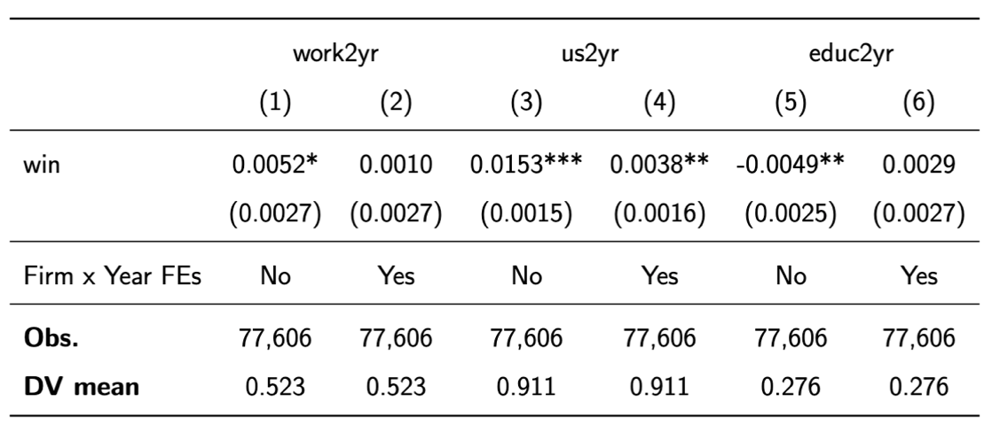 work2yr us2yr educ2yr
(1) (2) (3) (4) (5) (6)
win 0.0052* 0.0010 0.0153*** 0.0038** -0.0049** 0.0029
(0.0027) (0.0027) (0.0015) (0.0016) (0.0025) (0.0027)
Firm x Year FEs No Yes No Yes No Yes
Obs. 77,606 77,606 77,606 77,606 77,606 77,606
DV mean 0.523 0.523 0.911 0.911 0.276 0.276